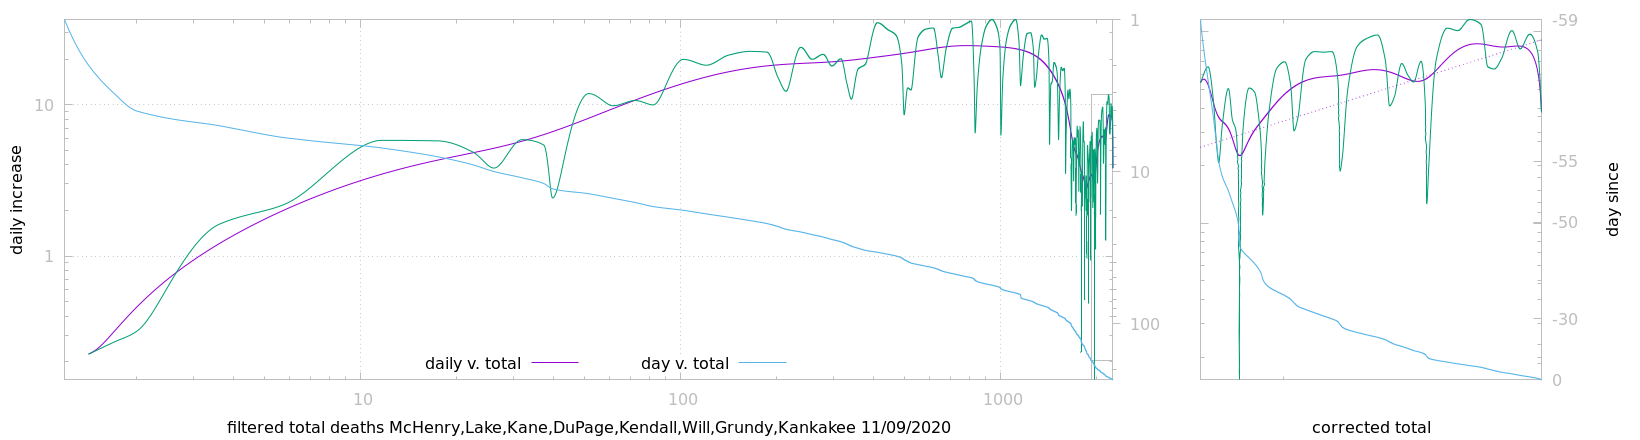 daily increase
10
1
daily v. total
day v. total
10
100
1000
1
10
100
filtered total deaths McHenry,Lake,Kane,DuPage,Kendall,Will,Grundy,Kankakee 11/09/2020
-59
-55
-50
-30
0
day since
corrected total